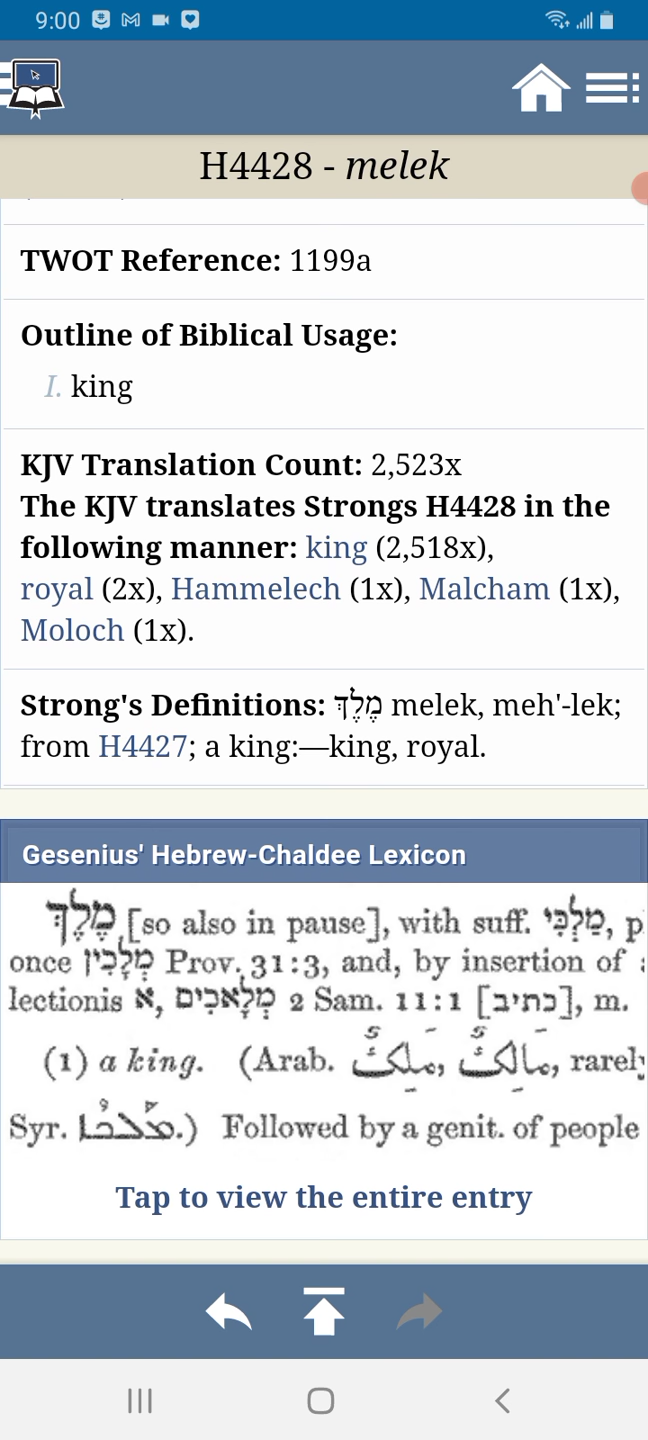 9:00
H4428 - melek
TWOT Reference: 1199a
Outline of Biblical Usage:
I. king
KJV Translation Count: 2,523x
The KJV translates Strongs H4428 in the
following manner: king (2,518x),
royal (2x), Hammelech (1x), Malcham (1x),
Moloch (1x).
Strong's Definitions: מֶלֶךְ melek, meh'-lek;
from H4427; a king:—king, royal.
Gesenius' Hebrew-Chaldee Lexicon
מֶלֶךְ [so also in pause], with suff. מַלְכִּי, p
once מְלָכִין Prov. 31:3, and, by insertion of
lectionis א, מְלָאכִים 2 Sam. 11:1 [כתיב], m.
(1) a king. (Arab. مَلِكٌ, مَالِكٌ, rarely
Syr. ܡܰܠܟܳܐ.) Followed by a genit. of people
Tap to view the entire entry